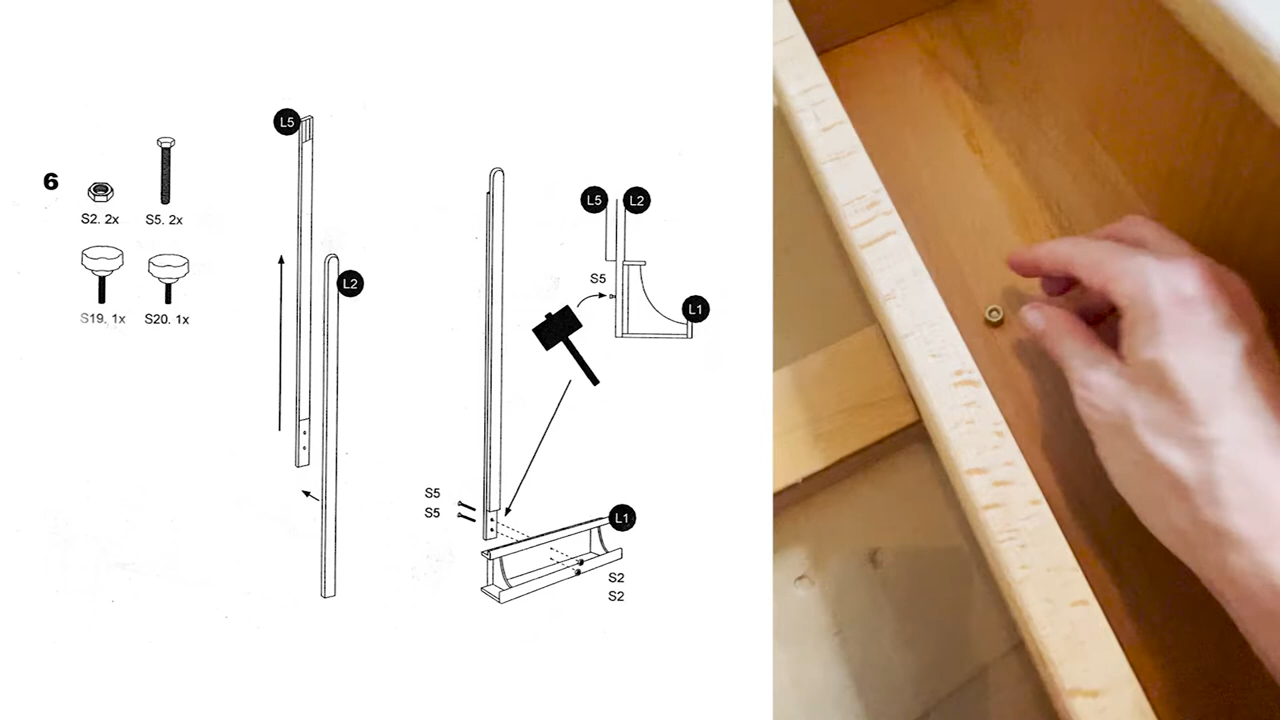 6
S2. 2x
S5. 2x
S19. 1x
S20. 1x
L5
L2
L5
L2
S5
L1
S5
S5
L1
S2
S2